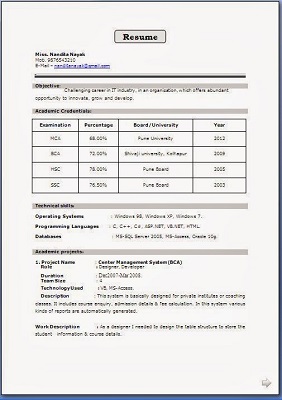 Resume
Miss. Nandita Nayak
Mob. 9876543210
E-Mail - nanditanayak@gmail.com
Objective:
Challenging career in IT industry, in an organization, which offers abundant
opportunity to innovate, grow and develop.
Academic Credentials:
Examination Percentage Board/University Year
MCA 68.00% Pune University 2012
BCA 72.00% Shivaji university, Kolhapur 2009
HSC 78.00% Pune Board 2005
SSC 76.50% Pune Board 2003
Technical skills:
Operating Systems : Windows 98, Windows XP, Windows 7.
Programming Languages : C, C++, C#, ASP.NET, VB.NET, HTML.
Databases : MS-SQL Server 2005, MS-Access, Oracle 10g.
Academic projects:
1. Project Name : Center Management System(BCA)
Role : Designer, Developer
Duration : Dec2007-Mar 2008.
Team Size : 4
Technology Used : V5, MS-Access.
Description : This system is basically designed for private institutes or coaching
classes. It includes course enquiry, admission details & fee calculation. In this system various
kinds of reports are automatically generated.
Work Description : As a designer I needed to design the table structure to store the
student information & course details.